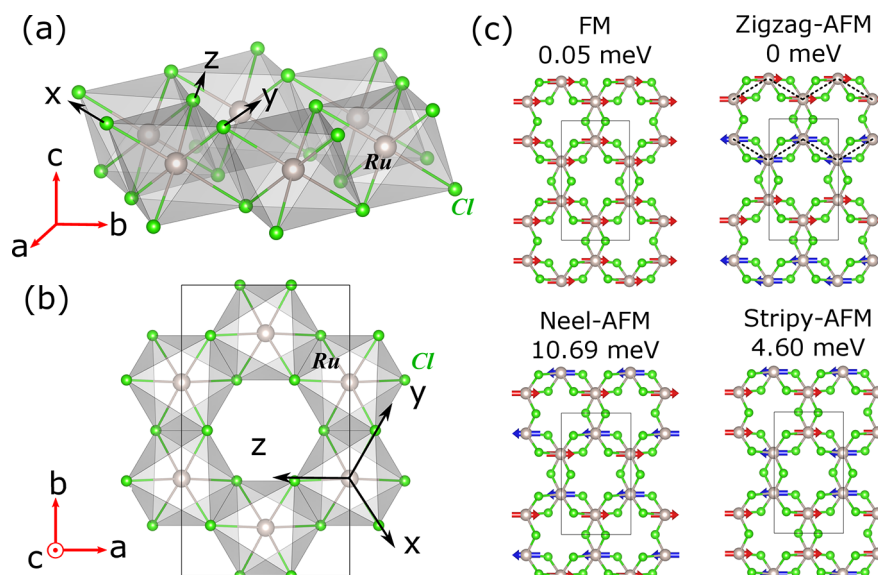 (a)
x
z
y
Ru
Cl
c
b
a
(b)
Ru
Cl
y
z
x
b
c
a
(c)
FM
0.05 meV
Zigzag-AFM
0 meV
Neel-AFM
10.69 meV
Stripy-AFM
4.60 meV